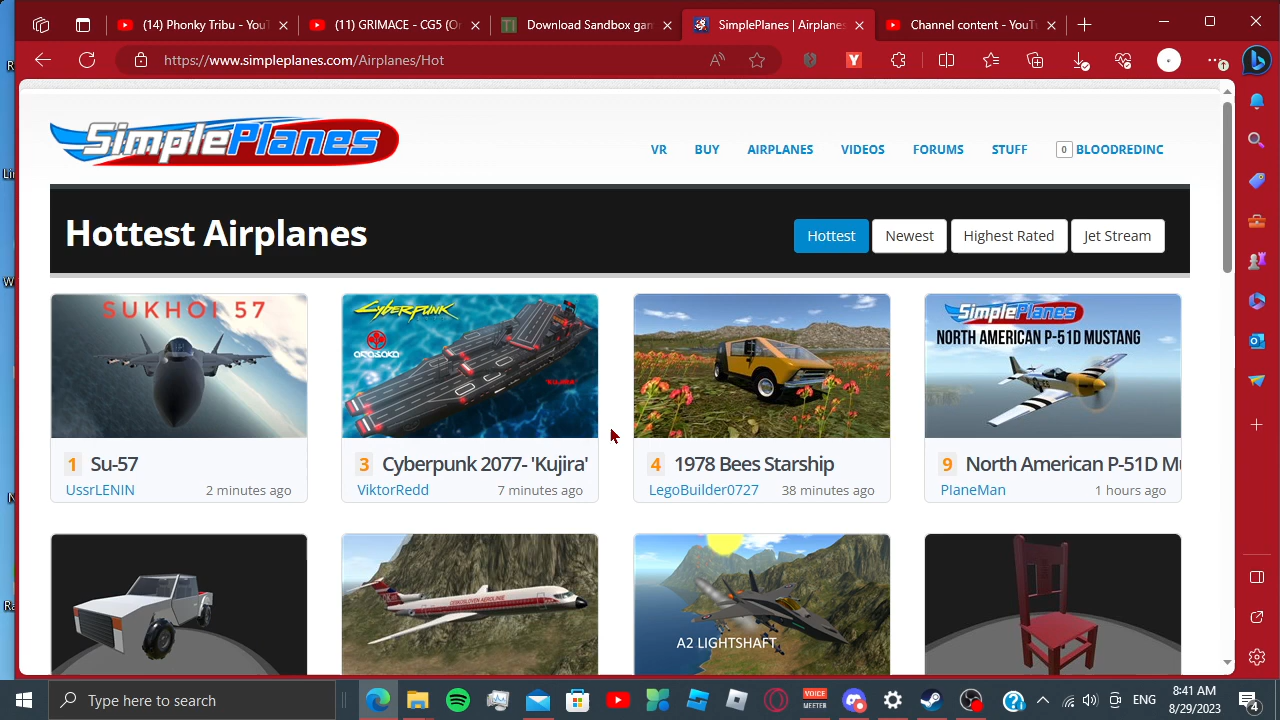 (14) Phonky Tribu - YouT
(11) GRIMACE - CG5 (O
Download Sandbox gam
SimplePlanes | Airplanes
Channel content - YouTu
https://www.simpleplanes.com/Airplanes/Hot
SimplePlanes
VR
BUY
AIRPLANES
VIDEOS
FORUMS
STUFF
0 BLOODREDINC
Hottest Airplanes
Hottest
Newest
Highest Rated
Jet Stream
SUKHOI 57
CYBERPUNK
ARASAKA
"KUJIRA"
SimplePlanes
NORTH AMERICAN P-51D MUSTANG
1 Su-57
UssrLENIN 2 minutes ago
3 Cyberpunk 2077- 'Kujira'
ViktorRedd 7 minutes ago
4 1978 Bees Starship
LegoBuilder0727 38 minutes ago
9 North American P-51D Mu
PlaneMan 1 hours ago
A2 LIGHTSHAFT
Type here to search
VOICE
MEETER
ENG
8:41 AM
8/29/2023
4